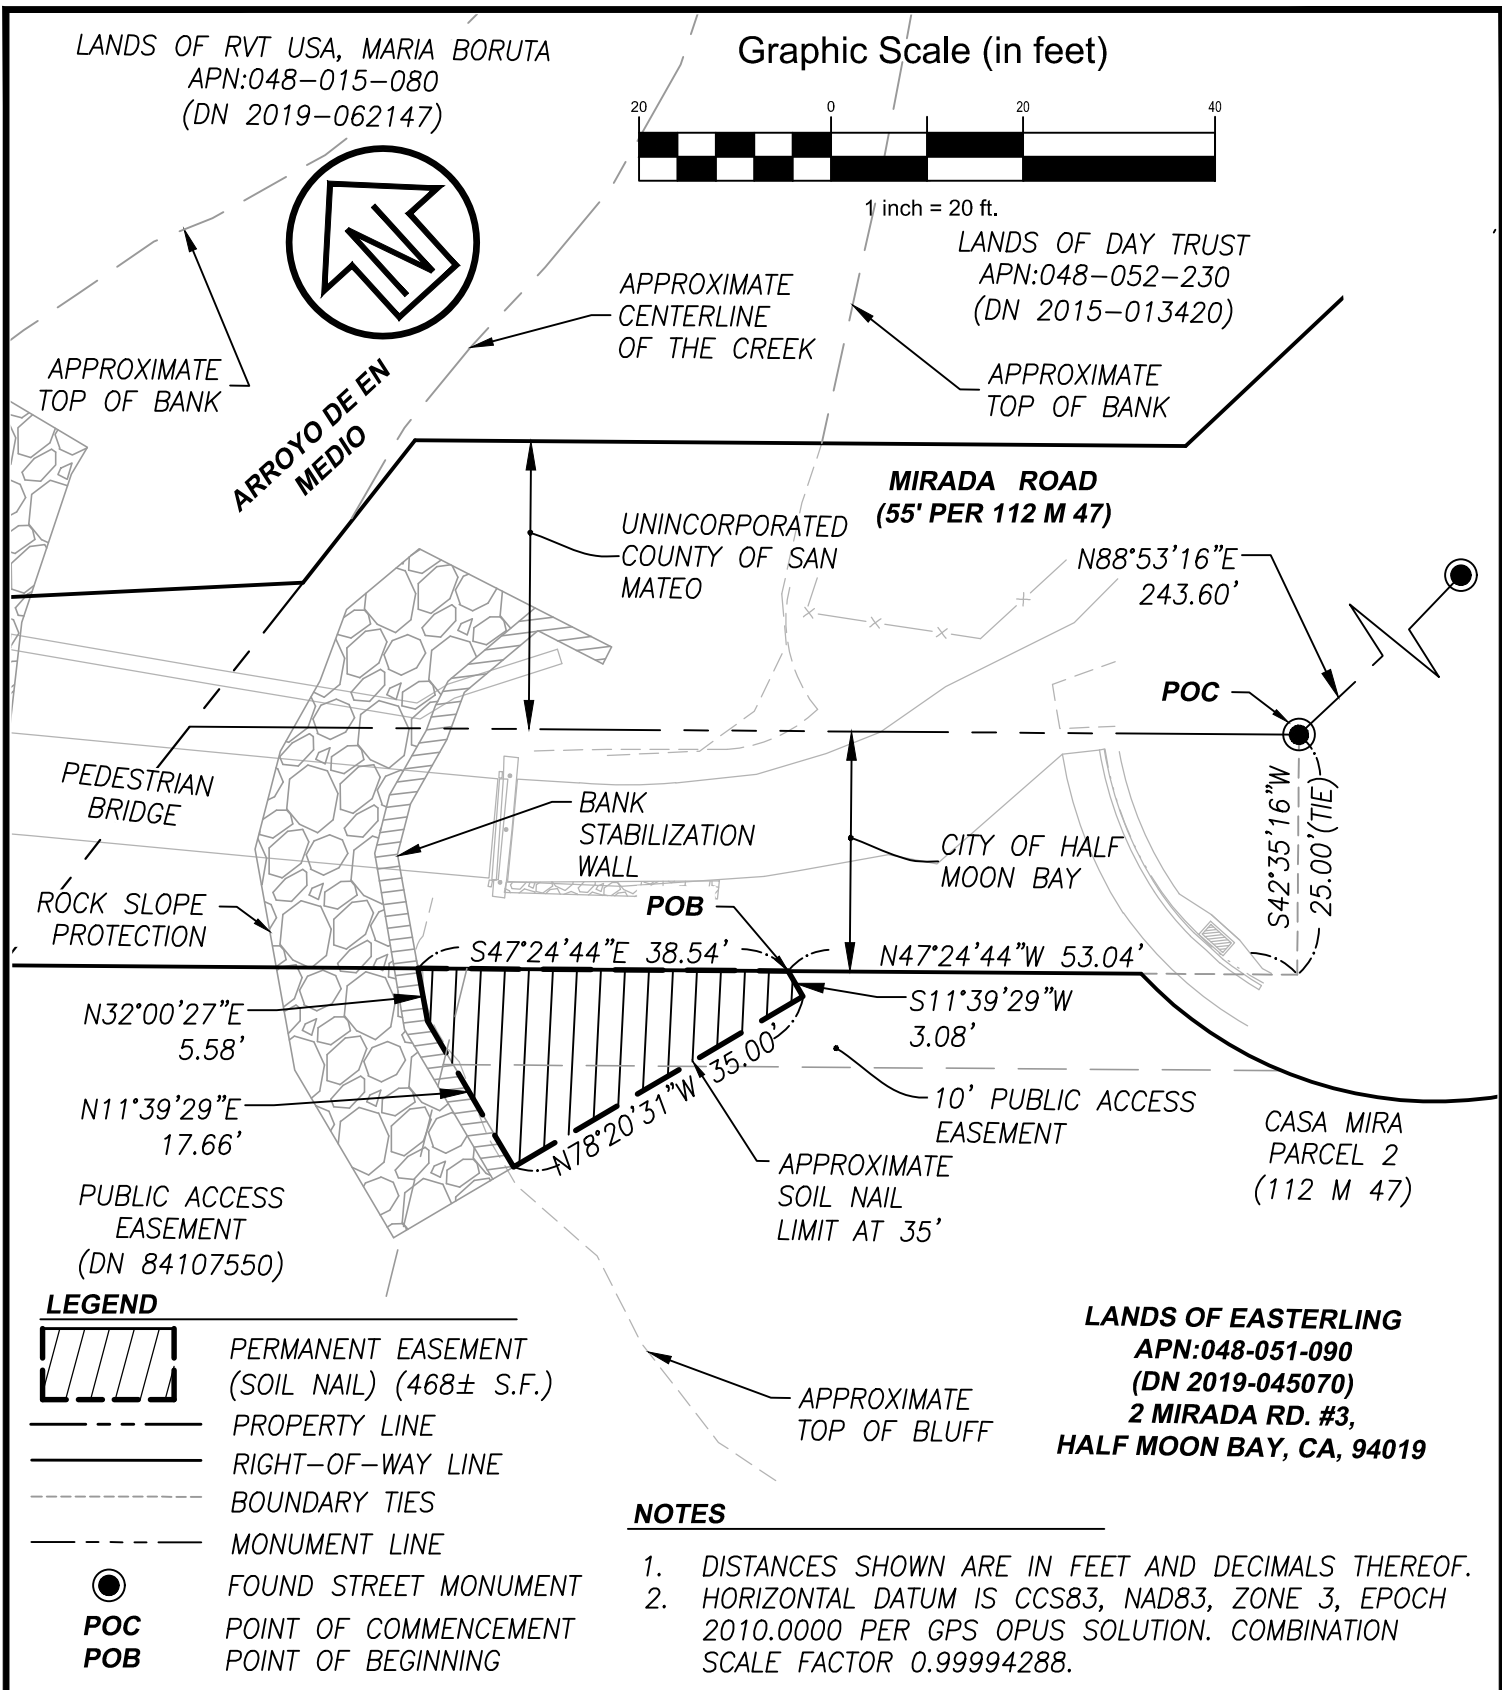 LANDS OF RVT USA, MARIA BORUTA
APN:048-015-080
(DN 2019-062147)
Graphic Scale (in feet)
20 0 20 40
1 inch = 20 ft.
N
LANDS OF DAY TRUST
APN:048-052-230
(DN 2015-013420)
APPROXIMATE
CENTERLINE
OF THE CREEK
APPROXIMATE
TOP OF BANK
APPROXIMATE
TOP OF BANK
ARROYO DE EN
MEDIO
MIRADA ROAD
(55' PER 112 M 47)
UNINCORPORATED
COUNTY OF SAN
MATEO
N88°53'16"E
243.60'
POC
PEDESTRIAN
BRIDGE
BANK
STABILIZATION
WALL
CITY OF HALF
MOON BAY
S42°35'16"W
25.00'(TIE)
ROCK SLOPE
PROTECTION
POB
S47°24'44"E 38.54'
N47°24'44"W 53.04'
N32°00'27"E
5.58'
S11°39'29"W
3.08'
N11°39'29"E
17.66'
N78°20'31"W 35.00'
10' PUBLIC ACCESS
EASEMENT
CASA MIRA
PARCEL 2
(112 M 47)
APPROXIMATE
SOIL NAIL
LIMIT AT 35'
PUBLIC ACCESS
EASEMENT
(DN 84107550)
LEGEND
PERMANENT EASEMENT
(SOIL NAIL) (468± S.F.)
PROPERTY LINE
RIGHT-OF-WAY LINE
BOUNDARY TIES
MONUMENT LINE
FOUND STREET MONUMENT
POC POINT OF COMMENCEMENT
POB POINT OF BEGINNING
APPROXIMATE
TOP OF BLUFF
LANDS OF EASTERLING
APN:048-051-090
(DN 2019-045070)
2 MIRADA RD. #3,
HALF MOON BAY, CA, 94019
NOTES
1. DISTANCES SHOWN ARE IN FEET AND DECIMALS THEREOF.
2. HORIZONTAL DATUM IS CCS83, NAD83, ZONE 3, EPOCH
2010.0000 PER GPS OPUS SOLUTION. COMBINATION
SCALE FACTOR 0.99994288.